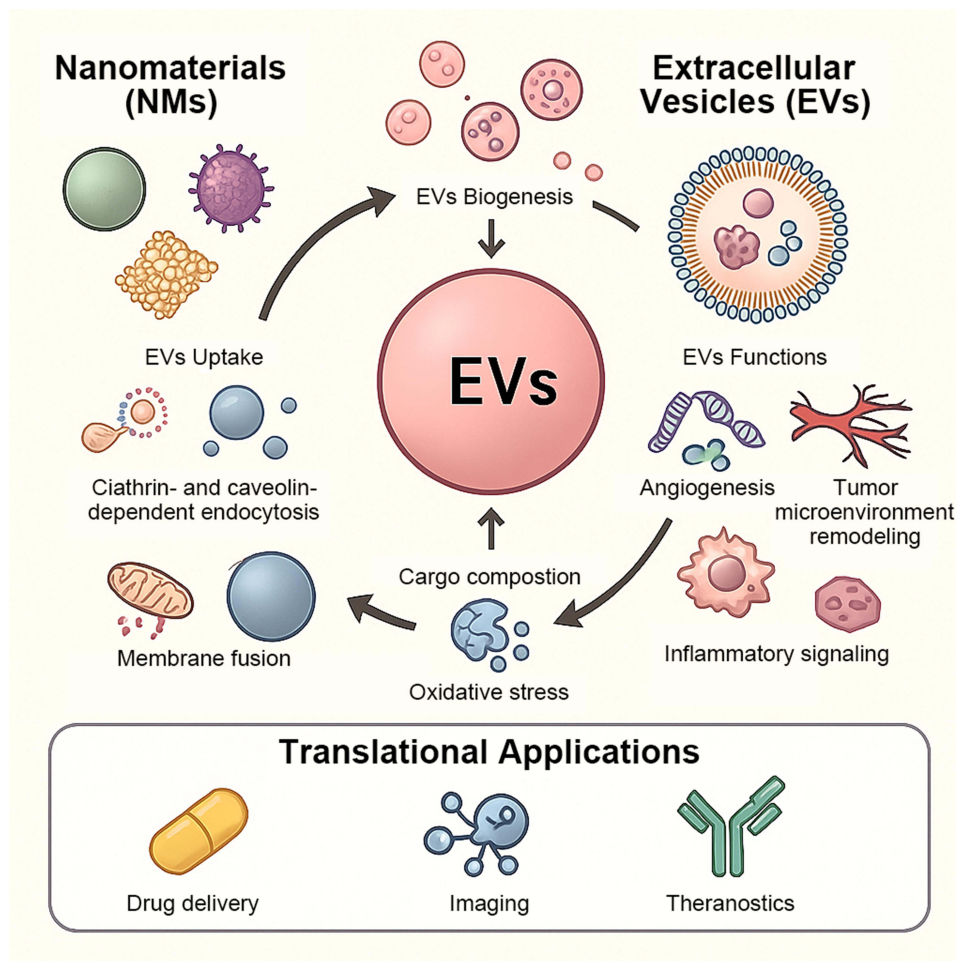 Nanomaterials
(NMs)
Extracellular
Vesicles (EVs)
EVs Biogenesis
EVs Uptake
EVs
EVs Functions
Ciathrin- and caveolin-
dependent endocytosis
Angiogenesis
Tumor
microenvironment
remodeling
Cargo compostion
Membrane fusion
Oxidative stress
Inflammatory signaling
Translational Applications
Drug delivery
Imaging
Theranostics